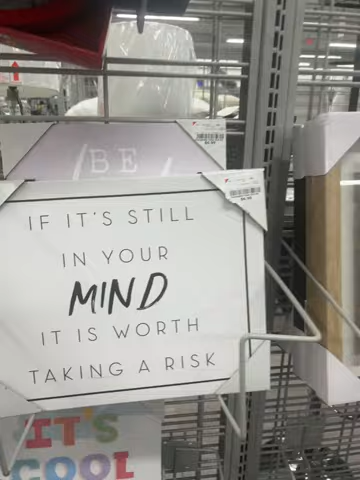 BE
IF IT'S STILL
IN YOUR
MIND
IT IS WORTH
TAKING A RISK
IT'S
COOL